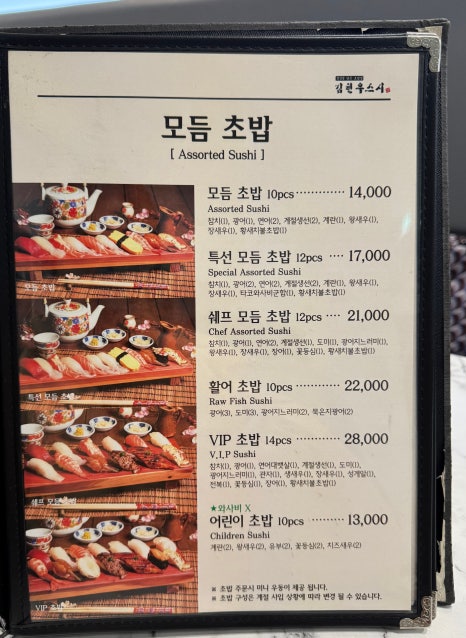 김현우스시
모듬 초밥
[ Assorted Sushi ]
모듬 초밥 10pcs ············· 14,000
Assorted Sushi
참치(1), 광어(1), 연어(2), 계절생선(2), 계란(1), 왕새우(1),
장새우(1), 황새치불초밥(1)
특선 모듬 초밥 12pcs ···· 17,000
Special Assorted Sushi
참치(1), 광어(2), 연어(2), 계절생선(2), 계란(1), 왕새우(1),
장새우(1), 타코와사비군함(1), 황새치불초밥(1)
쉐프 모듬 초밥 12pcs ···· 21,000
Chef Assorted Sushi
참치(1), 광어(1), 연어(2), 계절생선(1), 도미(1), 광어지느러미(1),
왕새우(1), 장새우(1), 장어(1), 꽃등심(1), 황새치불초밥(1)
활어 초밥 10pcs ············· 22,000
Raw Fish Sushi
광어(3), 도미(3), 광어지느러미(2), 묵은지광어(2)
VIP 초밥 14pcs ·············· 28,000
V.I.P Sushi
참치(1), 광어(1), 연어대뱃살(1), 계절생선(1), 도미(1),
광어지느러미(1), 관자(1), 생새우(1), 장새우(1), 성게알(1),
전복(1), 꽃등심(1), 장어(1), 황새치불초밥(1)
★와사비 X
어린이 초밥 10pcs ·········· 13,000
Children Sushi
계란(2), 왕새우(2), 유부(2), 꽃등심(2), 치즈새우(2)
※ 초밥 주문시 미니 우동이 제공 됩니다.
※ 초밥 구성은 계절 사입 상황에 따라 변경 될 수 있습니다.
모듬 초밥
특선 모듬 초밥
쉐프 모듬 초밥
VIP 초밥